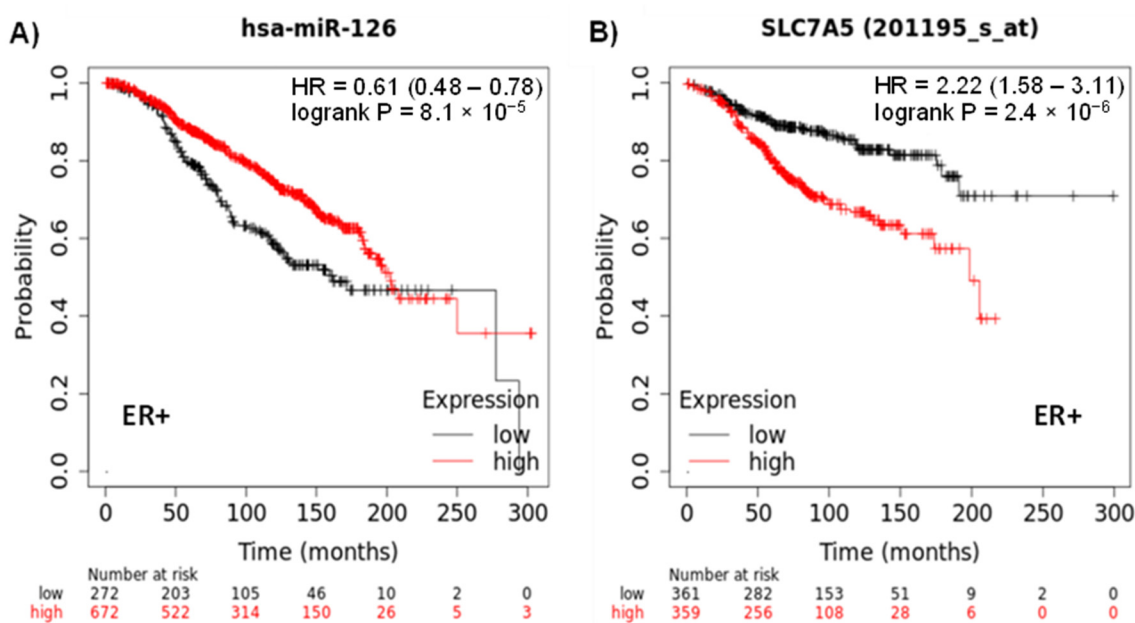 A)
hsa-miR-126
HR = 0.61 (0.48 – 0.78)
logrank P = 8.1 × 10⁻⁵
Probability
1.0
0.8
0.6
0.4
0.2
0.0
ER+
Expression
low
high
0 50 100 150 200 250 300
Time (months)
Number at risk
low 272 203 105 46 10 2 0
high 672 522 314 150 26 5 3
B)
SLC7A5 (201195_s_at)
HR = 2.22 (1.58 – 3.11)
logrank P = 2.4 × 10⁻⁶
Probability
1.0
0.8
0.6
0.4
0.2
0.0
Expression
low
high
ER+
0 50 100 150 200 250 300
Time (months)
Number at risk
low 361 282 153 51 9 2 0
high 359 256 108 28 6 0 0